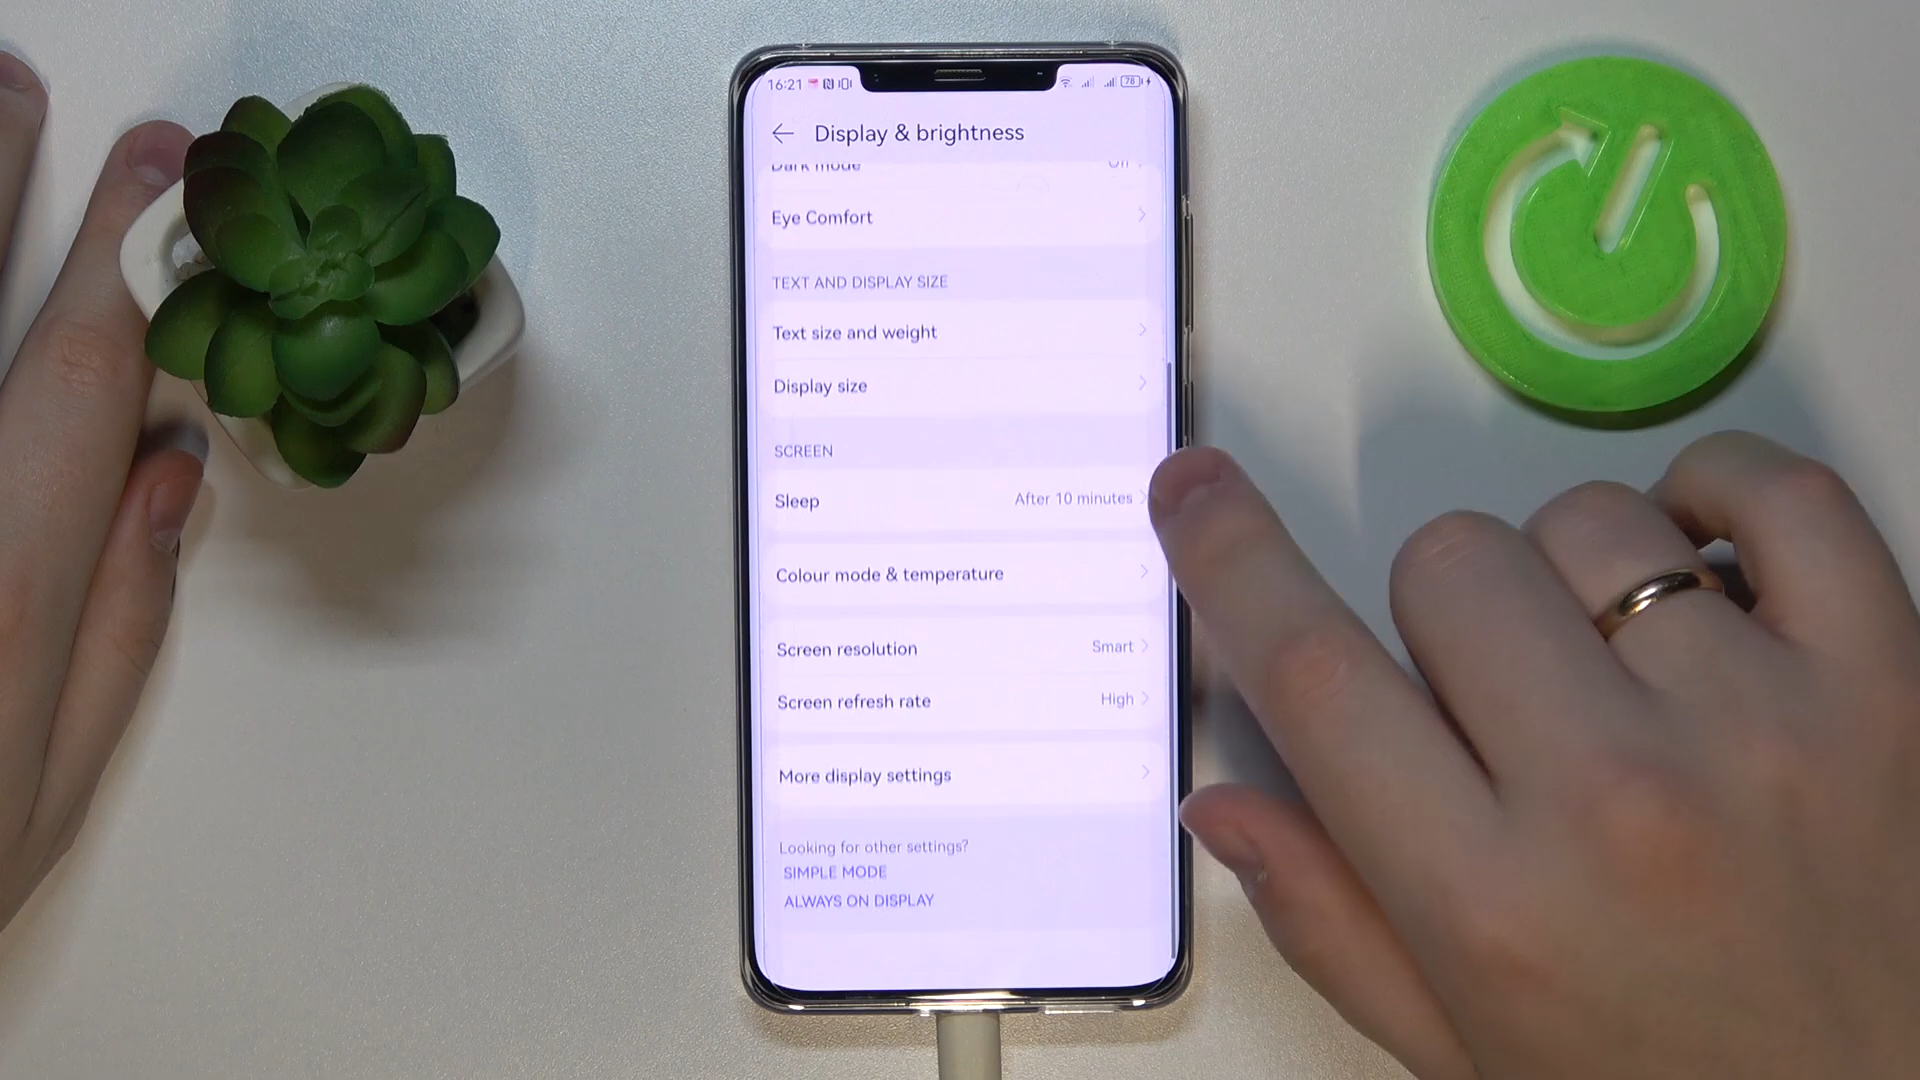 16:21 78
Display & brightness
Dark mode Off
Eye Comfort
TEXT AND DISPLAY SIZE
Text size and weight
Display size
SCREEN
Sleep After 10 minutes
Colour mode & temperature
Screen resolution Smart
Screen refresh rate High
More display settings
Looking for other settings?
SIMPLE MODE
ALWAYS ON DISPLAY